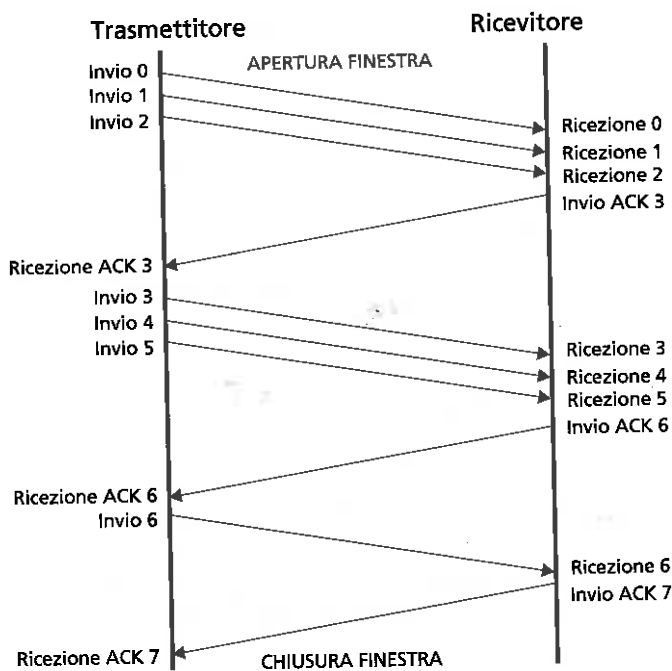 Trasmettitore
Ricevitore
APERTURA FINESTRA
Invio 0
Invio 1
Invio 2
Ricezione 0
Ricezione 1
Ricezione 2
Invio ACK 3
Ricezione ACK 3
Invio 3
Invio 4
Invio 5
Ricezione 3
Ricezione 4
Ricezione 5
Invio ACK 6
Ricezione ACK 6
Invio 6
Ricezione 6
Invio ACK 7
Ricezione ACK 7
CHIUSURA FINESTRA